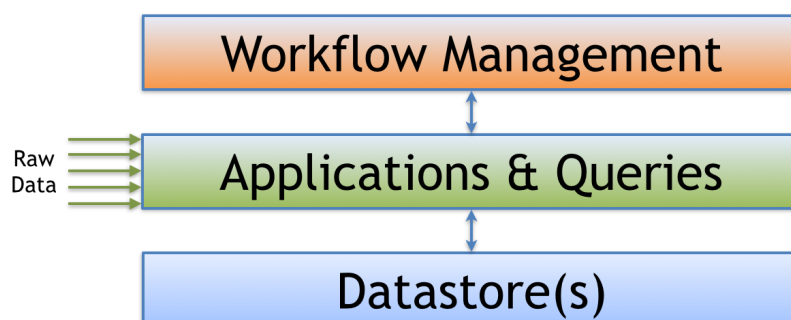 Workflow Management
Raw
Data
Applications & Queries
Datastore(s)